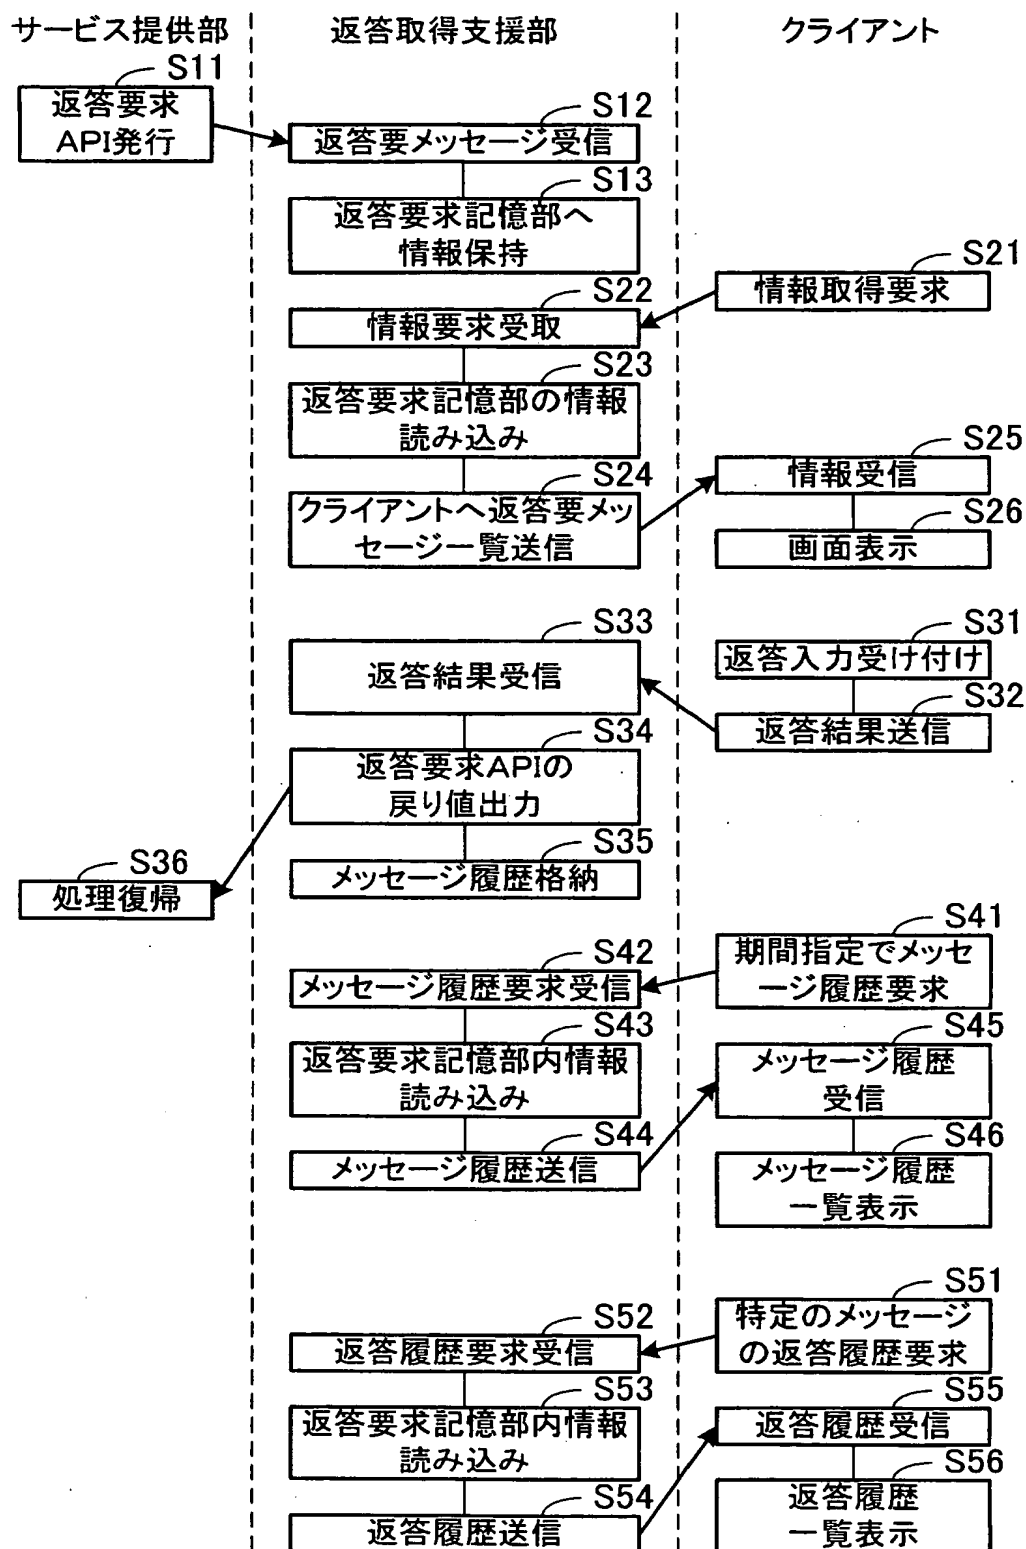 サービス提供部
返答取得支援部
クライアント
S11
返答要求
API発行
S12
返答要メッセージ受信
S13
返答要求記憶部へ
情報保持
S21
情報取得要求
S22
情報要求受取
S23
返答要求記憶部の情報
読み込み
S24
クライアントへ返答要メッ
セージ一覧送信
S25
情報受信
S26
画面表示
S31
返答入力受け付け
S32
返答結果送信
S33
返答結果受信
S34
返答要求APIの
戻り値出力
S35
メッセージ履歴格納
S36
処理復帰
S41
期間指定でメッセ
ージ履歴要求
S42
メッセージ履歴要求受信
S43
返答要求記憶部内情報
読み込み
S44
メッセージ履歴送信
S45
メッセージ履歴
受信
S46
メッセージ履歴
一覧表示
S51
特定のメッセージ
の返答履歴要求
S52
返答履歴要求受信
S53
返答要求記憶部内情報
読み込み
S54
返答履歴送信
S55
返答履歴受信
S56
返答履歴
一覧表示